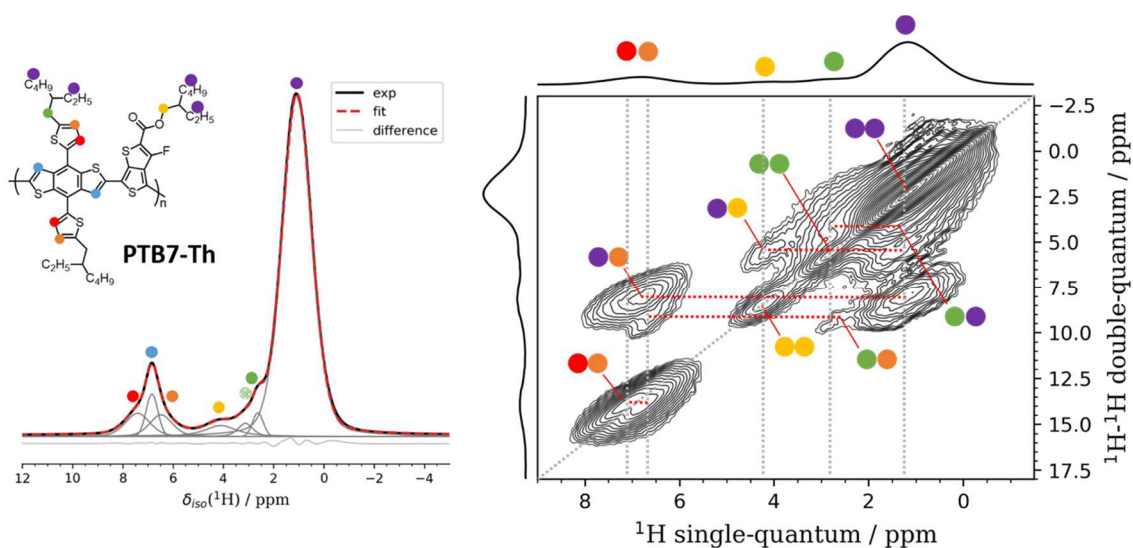 C4H9
C2H5
C4H9
C2H5
S
O
O
F
S
S
S
S
S
n
S
C2H5
C4H9
PTB7-Th
exp
fit
difference
12 10 8 6 4 2 0 −2 −4
δiso(1H) / ppm
−2.5
0.0
2.5
5.0
7.5
10.0
12.5
15.0
17.5
1H-1H double-quantum / ppm
8 6 4 2 0
1H single-quantum / ppm